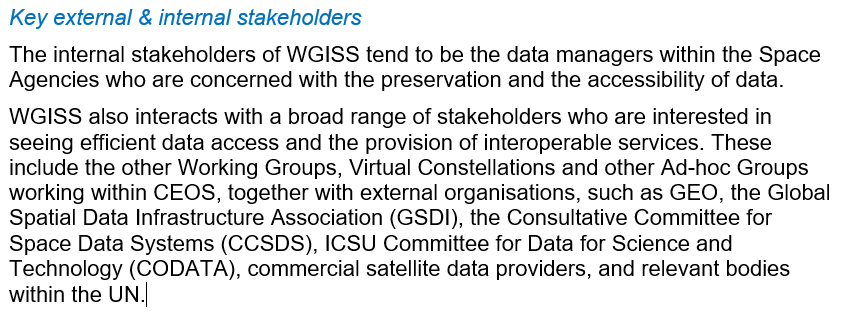 Key external & internal stakeholders
The internal stakeholders of WGISS tend to be the data managers within the Space
Agencies who are concerned with the preservation and the accessibility of data.
WGISS also interacts with a broad range of stakeholders who are interested in
seeing efficient data access and the provision of interoperable services. These
include the other Working Groups, Virtual Constellations and other Ad-hoc Groups
working within CEOS, together with external organisations, such as GEO, the Global
Spatial Data Infrastructure Association (GSDI), the Consultative Committee for
Space Data Systems (CCSDS), ICSU Committee for Data for Science and
Technology (CODATA), commercial satellite data providers, and relevant bodies
within the UN.